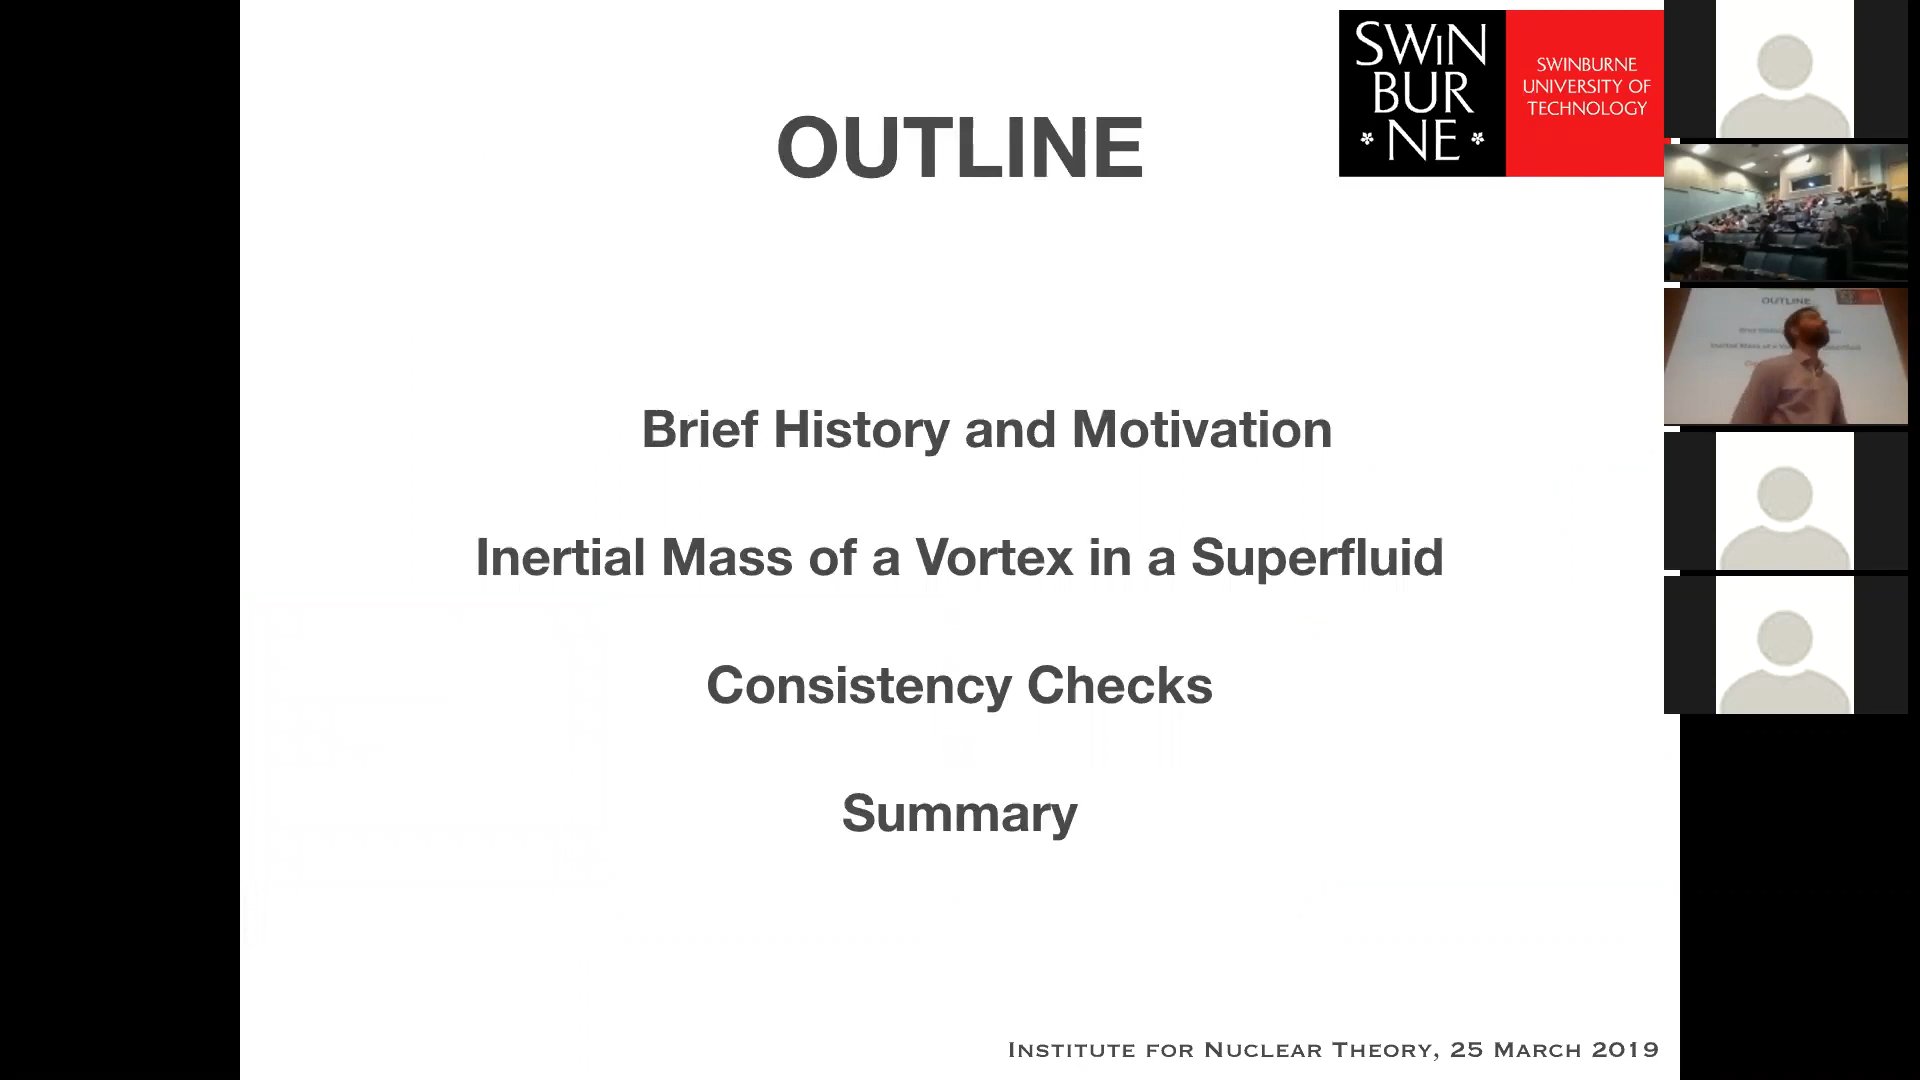 OUTLINE
SWiN
BUR
NE
SWINBURNE
UNIVERSITY OF
TECHNOLOGY
OUTLINE
Brief History and Motivation
Inertial Mass of a Vortex in a Superfluid
Consistency Checks
Summary
Institute for Nuclear Theory, 25 March 2019